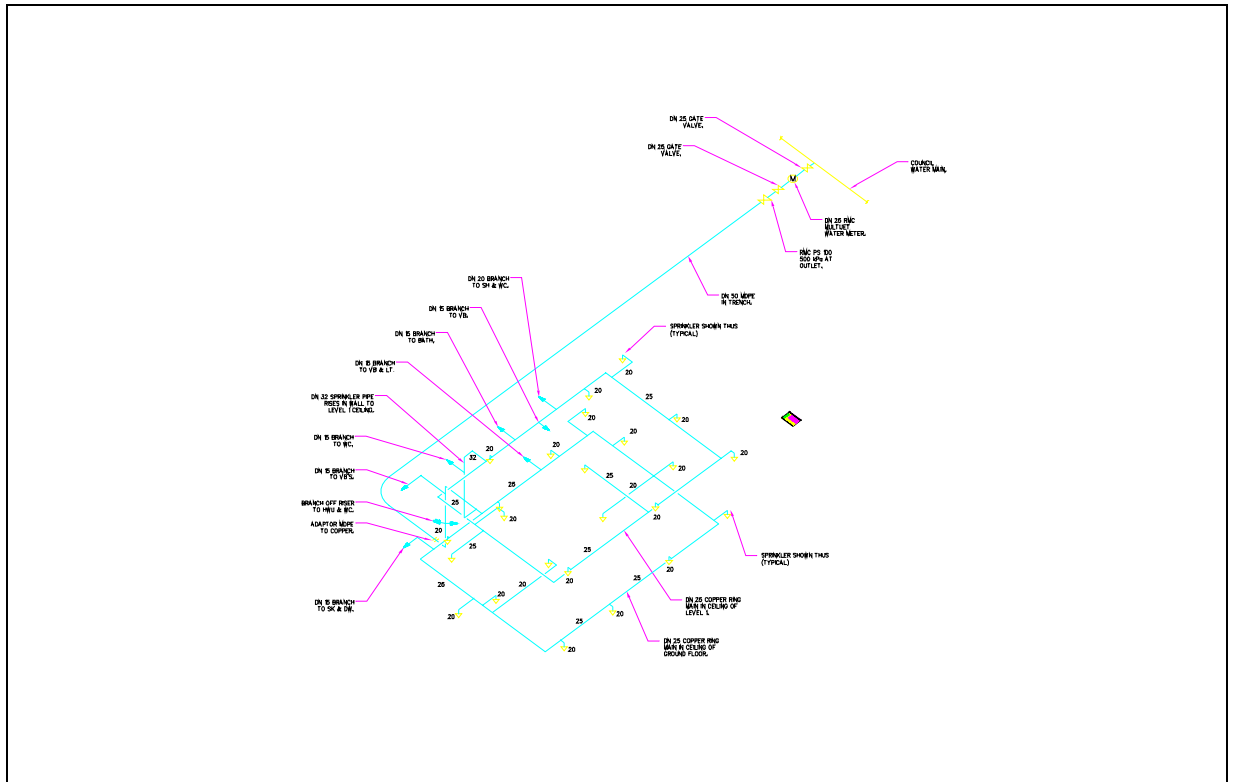 DN 25 GATE
VALVE.
DN 25 GATE
VALVE.
COUNCIL
WATER MAIN.
M
DN 25 RMC
MULTIJET
WATER METER.
RMC PS 100
500 kPa AT
OUTLET.
DN 50 MDPE
IN TRENCH.
DN 20 BRANCH
TO SH & WC.
DN 15 BRANCH
TO VB.
DN 15 BRANCH
TO BATH.
DN 15 BRANCH
TO VB & LT.
DN 32 SPRINKLER PIPE
RISES IN WALL TO
LEVEL 1 CEILING.
DN 15 BRANCH
TO WC.
DN 15 BRANCH
TO VB'S.
BRANCH OFF RISER
TO HWU & WC.
ADAPTOR MDPE
TO COPPER.
DN 15 BRANCH
TO SK & DW.
SPRINKLER SHOWN THUS
(TYPICAL)
20
25
20
20
20
20
20
20
20
32
25
20
25
25
20
20
20
25
25
20
25
20
20
20
25
20
25
20
25
20
SPRINKLER SHOWN THUS
(TYPICAL)
DN 25 COPPER RING
MAIN IN CEILING OF
LEVEL 1.
DN 25 COPPER RING
MAIN IN CEILING OF
GROUND FLOOR.